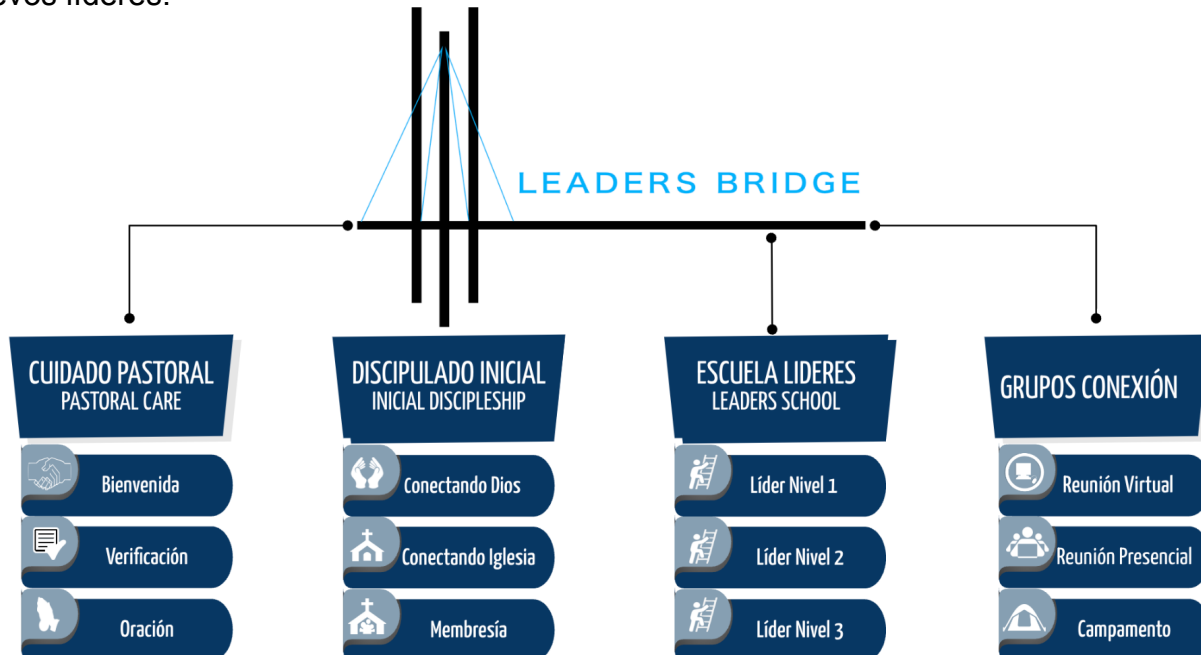 evos líderes.
LEADERS BRIDGE
CUIDADO PASTORAL
PASTORAL CARE
Bienvenida
Verificación
Oración
DISCIPULADO INICIAL
INICIAL DISCIPLESHIP
Conectando Dios
Conectando Iglesia
Membresía
ESCUELA LIDERES
LEADERS SCHOOL
Líder Nivel 1
Líder Nivel 2
Líder Nivel 3
GRUPOS CONEXIÓN
Reunión Virtual
Reunión Presencial
Campamento